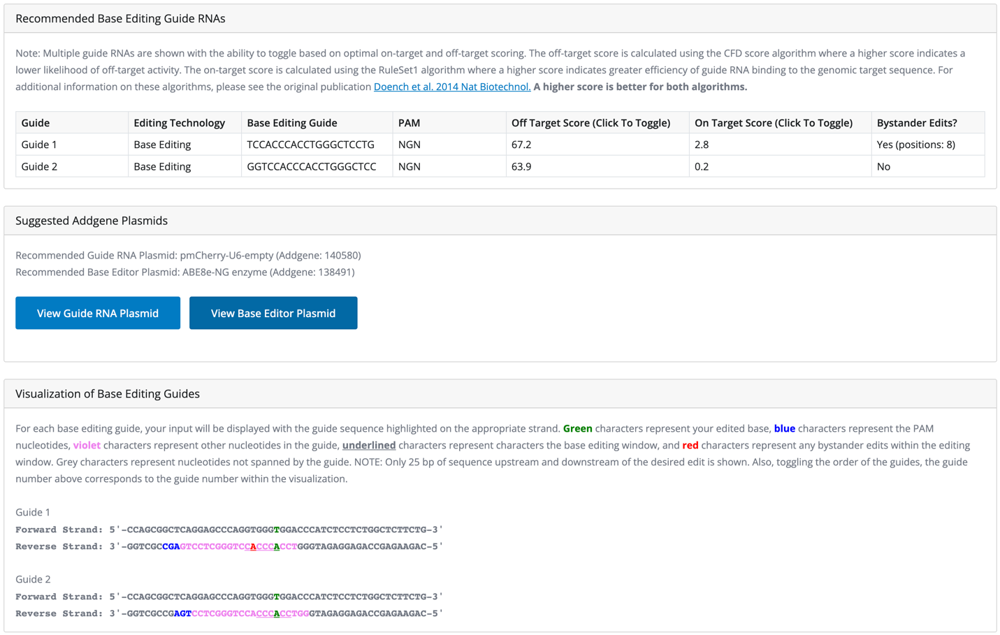 Recommended Base Editing Guide RNAs
Note: Multiple guide RNAs are shown with the ability to toggle based on optimal on-target and off-target scoring. The off-target score is calculated using the CFD score algorithm where a higher score indicates a
lower likelihood of off-target activity. The on-target score is calculated using the RuleSet1 algorithm where a higher score indicates greater efficiency of guide RNA binding to the genomic target sequence. For
additional information on these algorithms, please see the original publication Doench et al. 2014 Nat Biotechnol. A higher score is better for both algorithms.
Guide Editing Technology Base Editing Guide PAM Off Target Score (Click To Toggle) On Target Score (Click To Toggle) Bystander Edits?
Guide 1 Base Editing TCCACCCACCTGGGCTCCTG NGN 67.2 2.8 Yes (positions: 8)
Guide 2 Base Editing GGTCCACCCACCTGGGCTCC NGN 63.9 0.2 No
Suggested Addgene Plasmids
Recommended Guide RNA Plasmid: pmCherry-U6-empty (Addgene: 140580)
Recommended Base Editor Plasmid: ABE8e-NG enzyme (Addgene: 138491)
View Guide RNA Plasmid View Base Editor Plasmid
Visualization of Base Editing Guides
For each base editing guide, your input will be displayed with the guide sequence highlighted on the appropriate strand. Green characters represent your edited base, blue characters represent the PAM
nucleotides, violet characters represent other nucleotides in the guide, underlined characters represent characters the base editing window, and red characters represent any bystander edits within the editing
window. Grey characters represent nucleotides not spanned by the guide. NOTE: Only 25 bp of sequence upstream and downstream of the desired edit is shown. Also, toggling the order of the guides, the guide
number above corresponds to the guide number within the visualization.
Guide 1
Forward Strand: 5'-CCAGCGGCTCAGGAGCCCAGGTGGGTGGACCCATCTCCTCTGGCTCTTCTG-3'
Reverse Strand: 3'-GGTCGCCGAGTCCTCGGGTCCACCCACCTGGGTAGAGGAGACCGAGAAGAC-5'
Guide 2
Forward Strand: 5'-CCAGCGGCTCAGGAGCCCAGGTGGGTGGACCCATCTCCTCTGGCTCTTCTG-3'
Reverse Strand: 3'-GGTCGCCGAGTCCTCGGGTCCACCCACCTGGGTAGAGGAGACCGAGAAGAC-5'